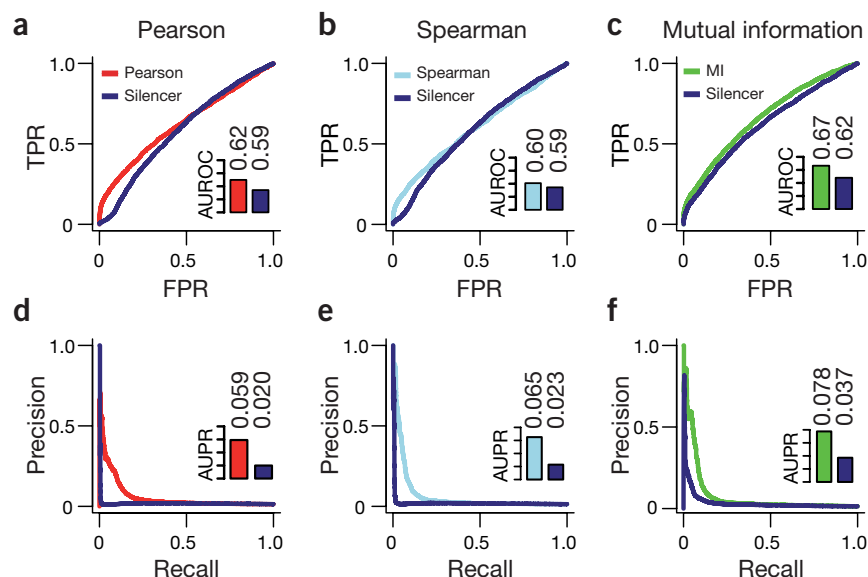 a Pearson
b Spearman
c Mutual information
1.0
0.5
0
TPR
Pearson
Silencer
AUROC
0.62
0.59
0 0.5 1.0
FPR
1.0
0.5
0
TPR
Spearman
Silencer
AUROC
0.60
0.59
0 0.5 1.0
FPR
1.0
0.5
0
TPR
MI
Silencer
AUROC
0.67
0.62
0 0.5 1.0
FPR
d
1.0
0.5
0
Precision
AUPR
0.059
0.020
0 0.5 1.0
Recall
e
1.0
0.5
0
Precision
AUPR
0.065
0.023
0 0.5 1.0
Recall
f
1.0
0.5
0
Precision
AUPR
0.078
0.037
0 0.5 1.0
Recall